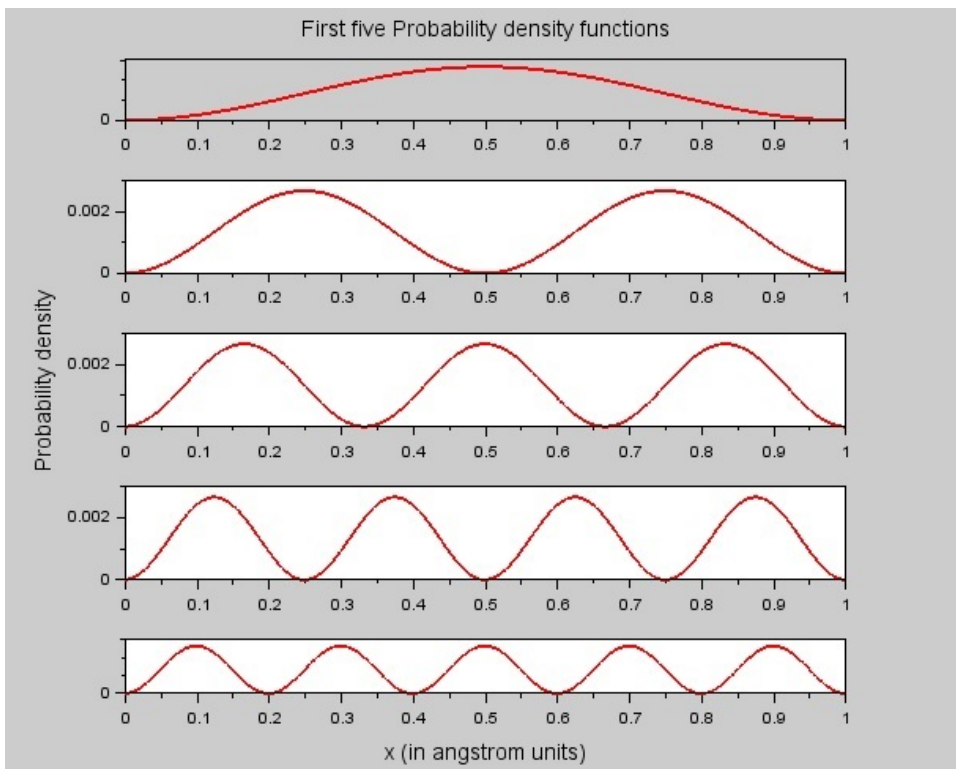 First five Probability density functions
0
0 0.1 0.2 0.3 0.4 0.5 0.6 0.7 0.8 0.9 1
0.002
0
0 0.1 0.2 0.3 0.4 0.5 0.6 0.7 0.8 0.9 1
Probability density
0.002
0
0 0.1 0.2 0.3 0.4 0.5 0.6 0.7 0.8 0.9 1
0.002
0
0 0.1 0.2 0.3 0.4 0.5 0.6 0.7 0.8 0.9 1
0
0 0.1 0.2 0.3 0.4 0.5 0.6 0.7 0.8 0.9 1
x (in angstrom units)